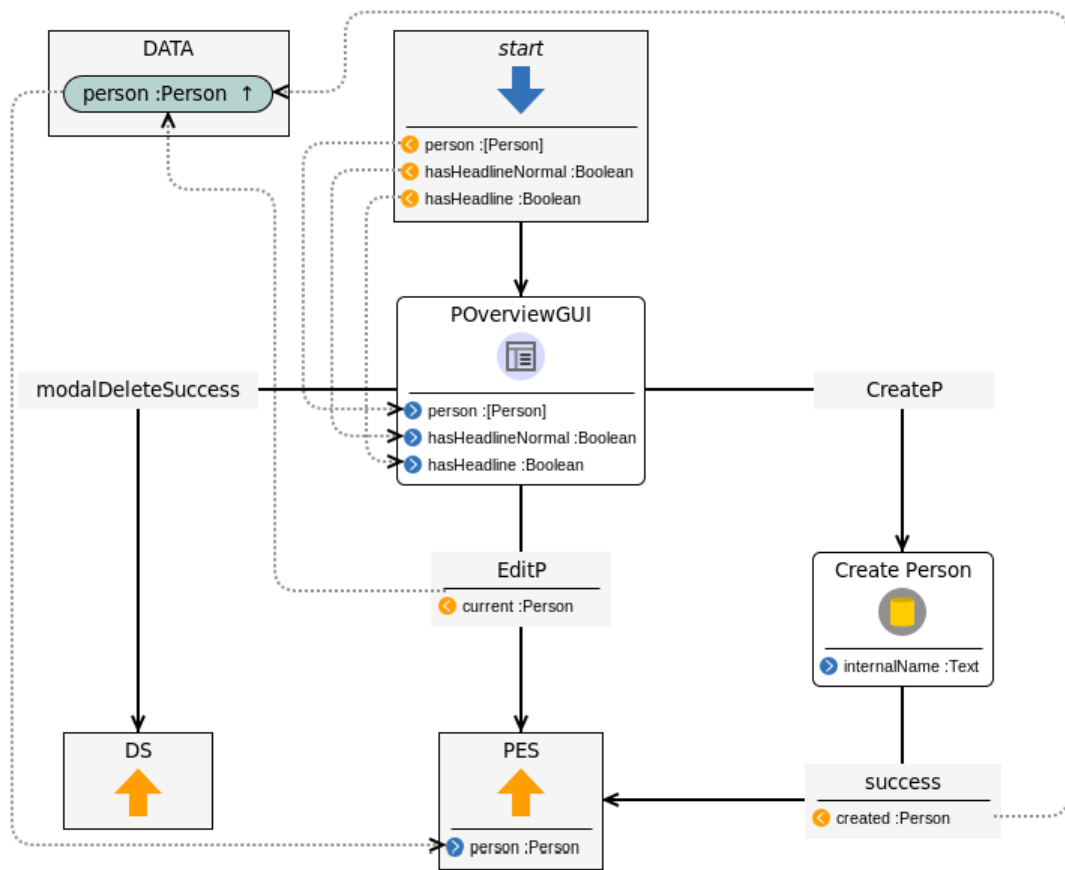 DATA
person :Person ↑
start
person :[Person]
hasHeadlineNormal :Boolean
hasHeadline :Boolean
POverviewGUI
person :[Person]
hasHeadlineNormal :Boolean
hasHeadline :Boolean
modalDeleteSuccess
CreateP
EditP
current :Person
Create Person
internalName :Text
DS
PES
person :Person
success
created :Person